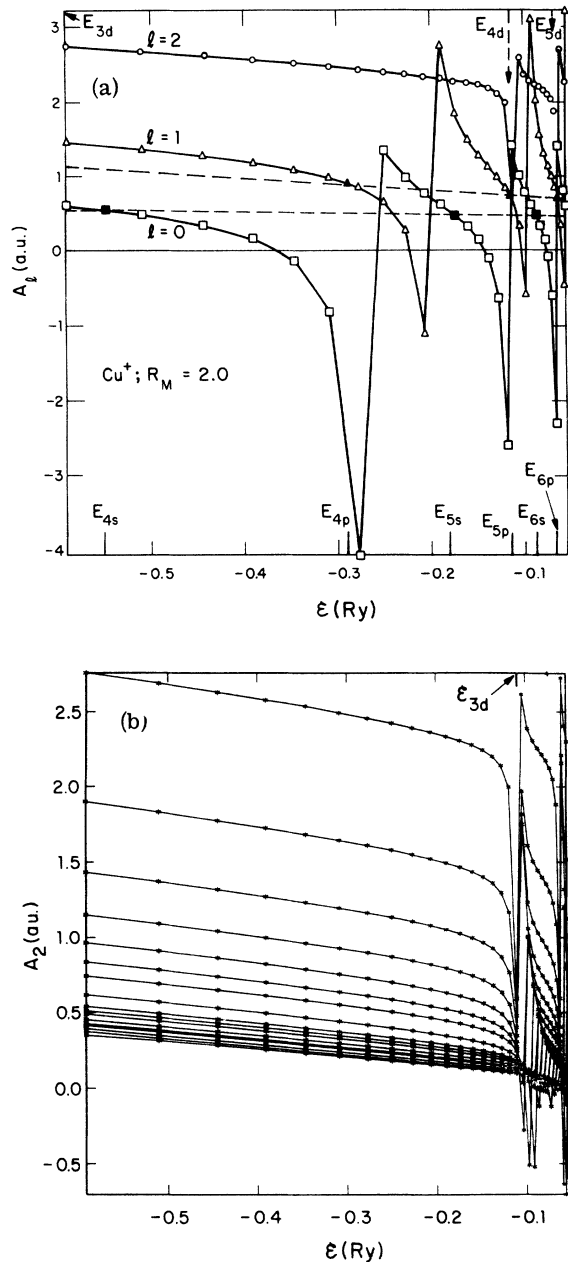 3
E3d
ℓ = 2
E4d
E5d
(a)
2
ℓ = 1
1
ℓ = 0
0
Aℓ (a.u.)
-1
Cu+; RM = 2.0
-2
-3
E6p
E4s
E4p
E5s
E5p
E6s
-4
-0.5
-0.4
-0.3
-0.2
-0.1
ε (Ry)
(b)
ε3d
2.5
2.0
1.5
A2 (au.)
1.0
0.5
0.0
-0.5
-0.5
-0.4
-0.3
-0.2
-0.1
ε (Ry)